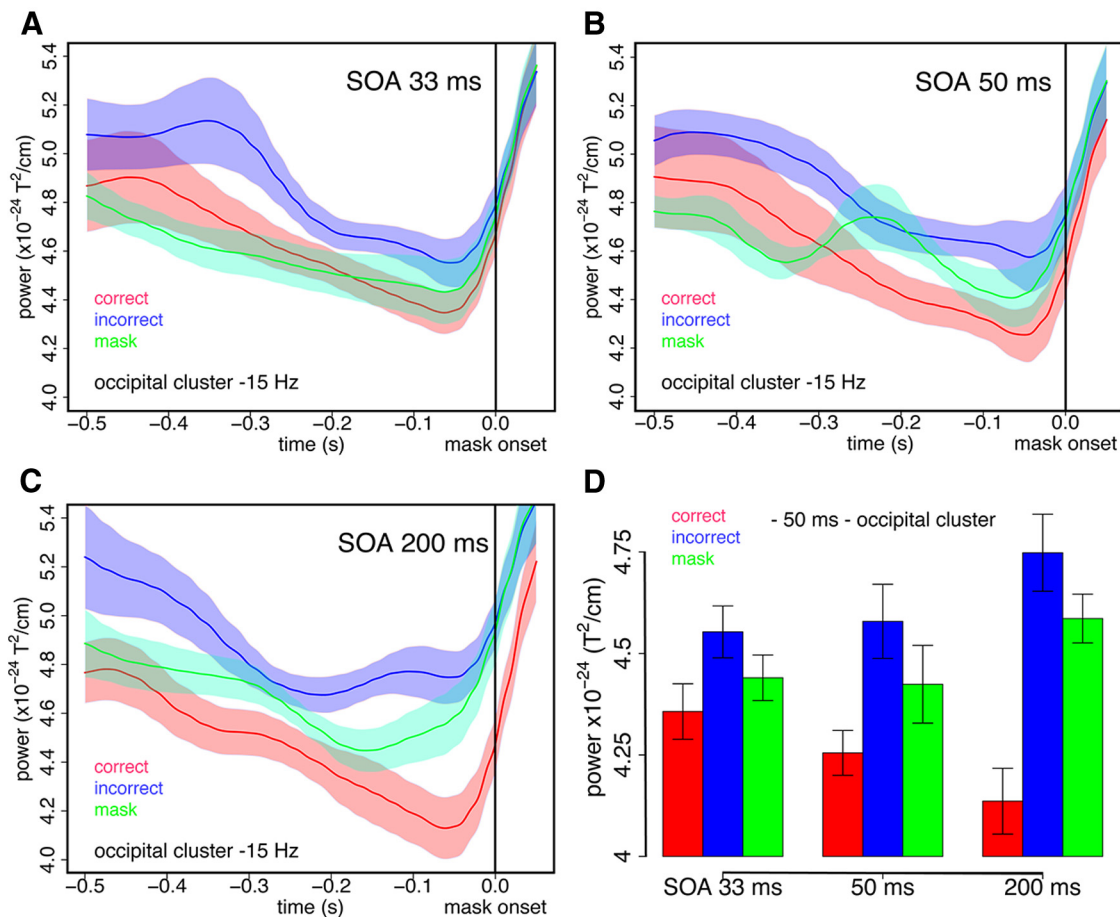 A
SOA 33 ms
power (x10⁻²⁴ T²/cm)
5.4
5.2
5.0
4.8
4.6
4.4
4.2
4.0
correct
incorrect
mask
occipital cluster -15 Hz
−0.5 −0.4 −0.3 −0.2 −0.1 0.0
time (s) mask onset
B
SOA 50 ms
power (x10⁻²⁴ T²/cm)
5.4
5.2
5.0
4.8
4.6
4.4
4.2
4.0
correct
incorrect
mask
occipital cluster -15 Hz
−0.5 −0.4 −0.3 −0.2 −0.1 0.0
time (s) mask onset
C
SOA 200 ms
power (x10⁻²⁴ T²/cm)
5.4
5.2
5.0
4.8
4.6
4.4
4.2
4.0
correct
incorrect
mask
occipital cluster -15 Hz
−0.5 −0.4 −0.3 −0.2 −0.1 0.0
time (s) mask onset
D
correct
incorrect
mask
- 50 ms - occipital cluster
power x10⁻²⁴ (T²/cm)
4.75
4.5
4.25
4
SOA 33 ms 50 ms 200 ms